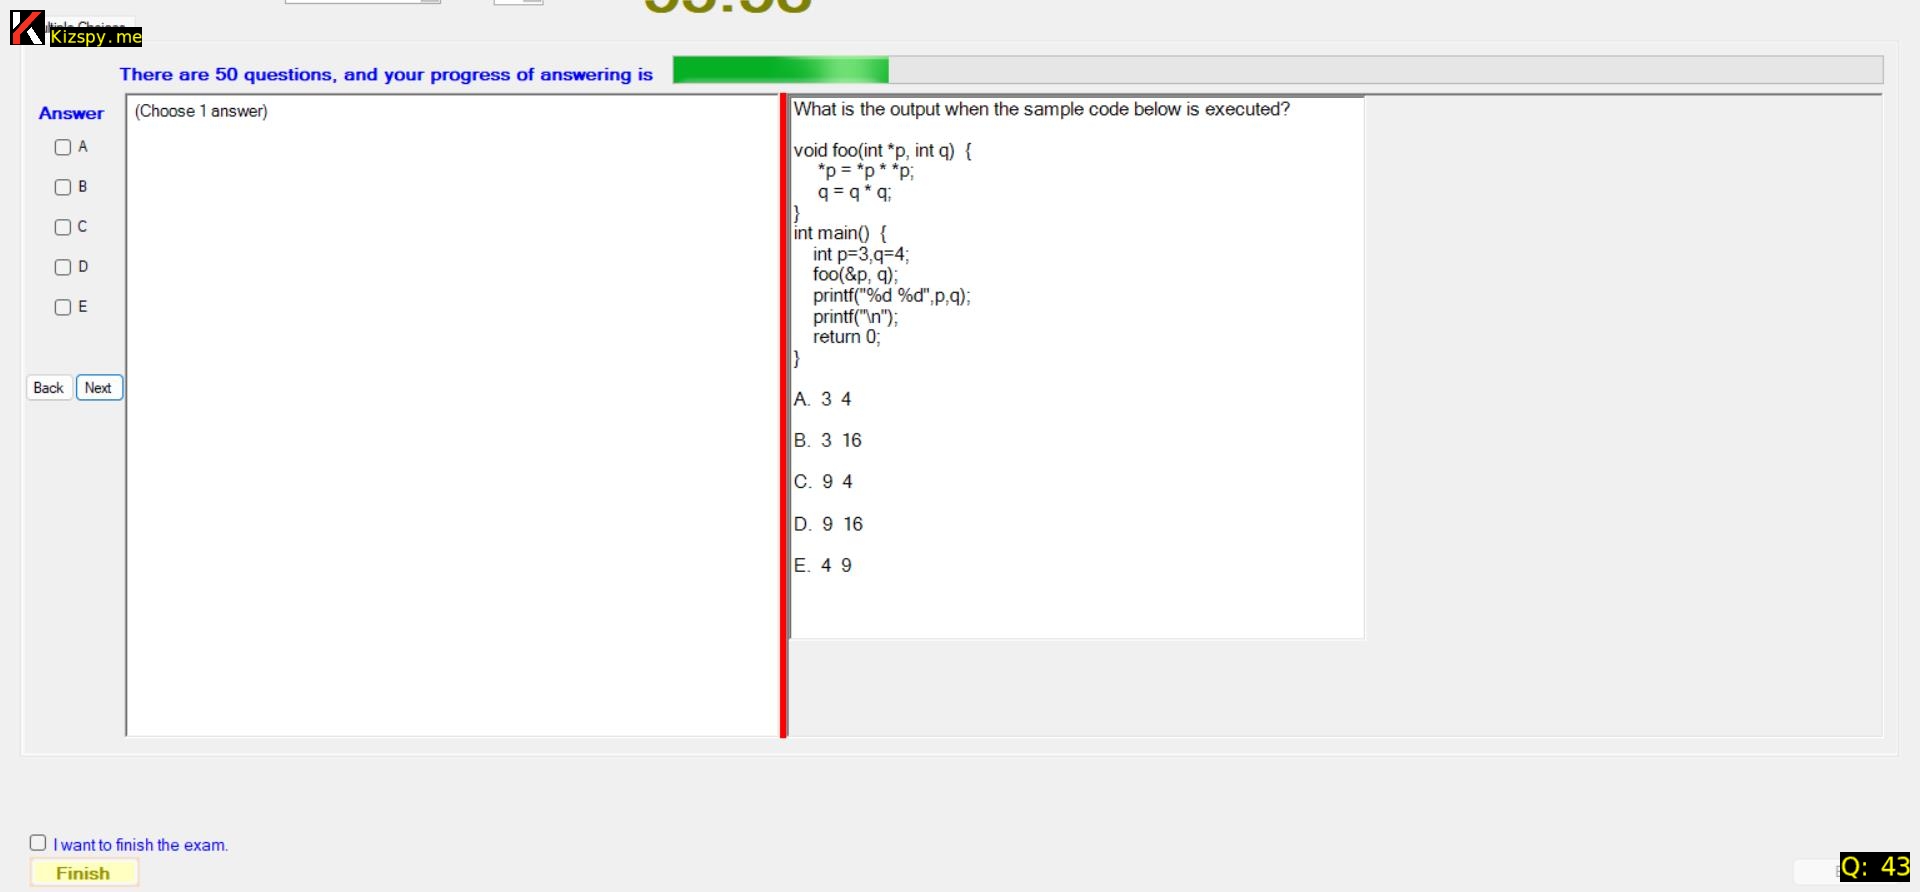 Kizspy.me
There are 50 questions, and your progress of answering is
Answer
(Choose 1 answer)
A
B
C
D
E
Back Next
What is the output when the sample code below is executed?
void foo(int *p, int q) {
*p = *p * *p;
q = q * q;
}
int main() {
int p=3,q=4;
foo(&p, q);
printf("%d %d",p,q);
printf("\n");
return 0;
}
A. 3 4
B. 3 16
C. 9 4
D. 9 16
E. 4 9
I want to finish the exam.
Finish
Q: 43